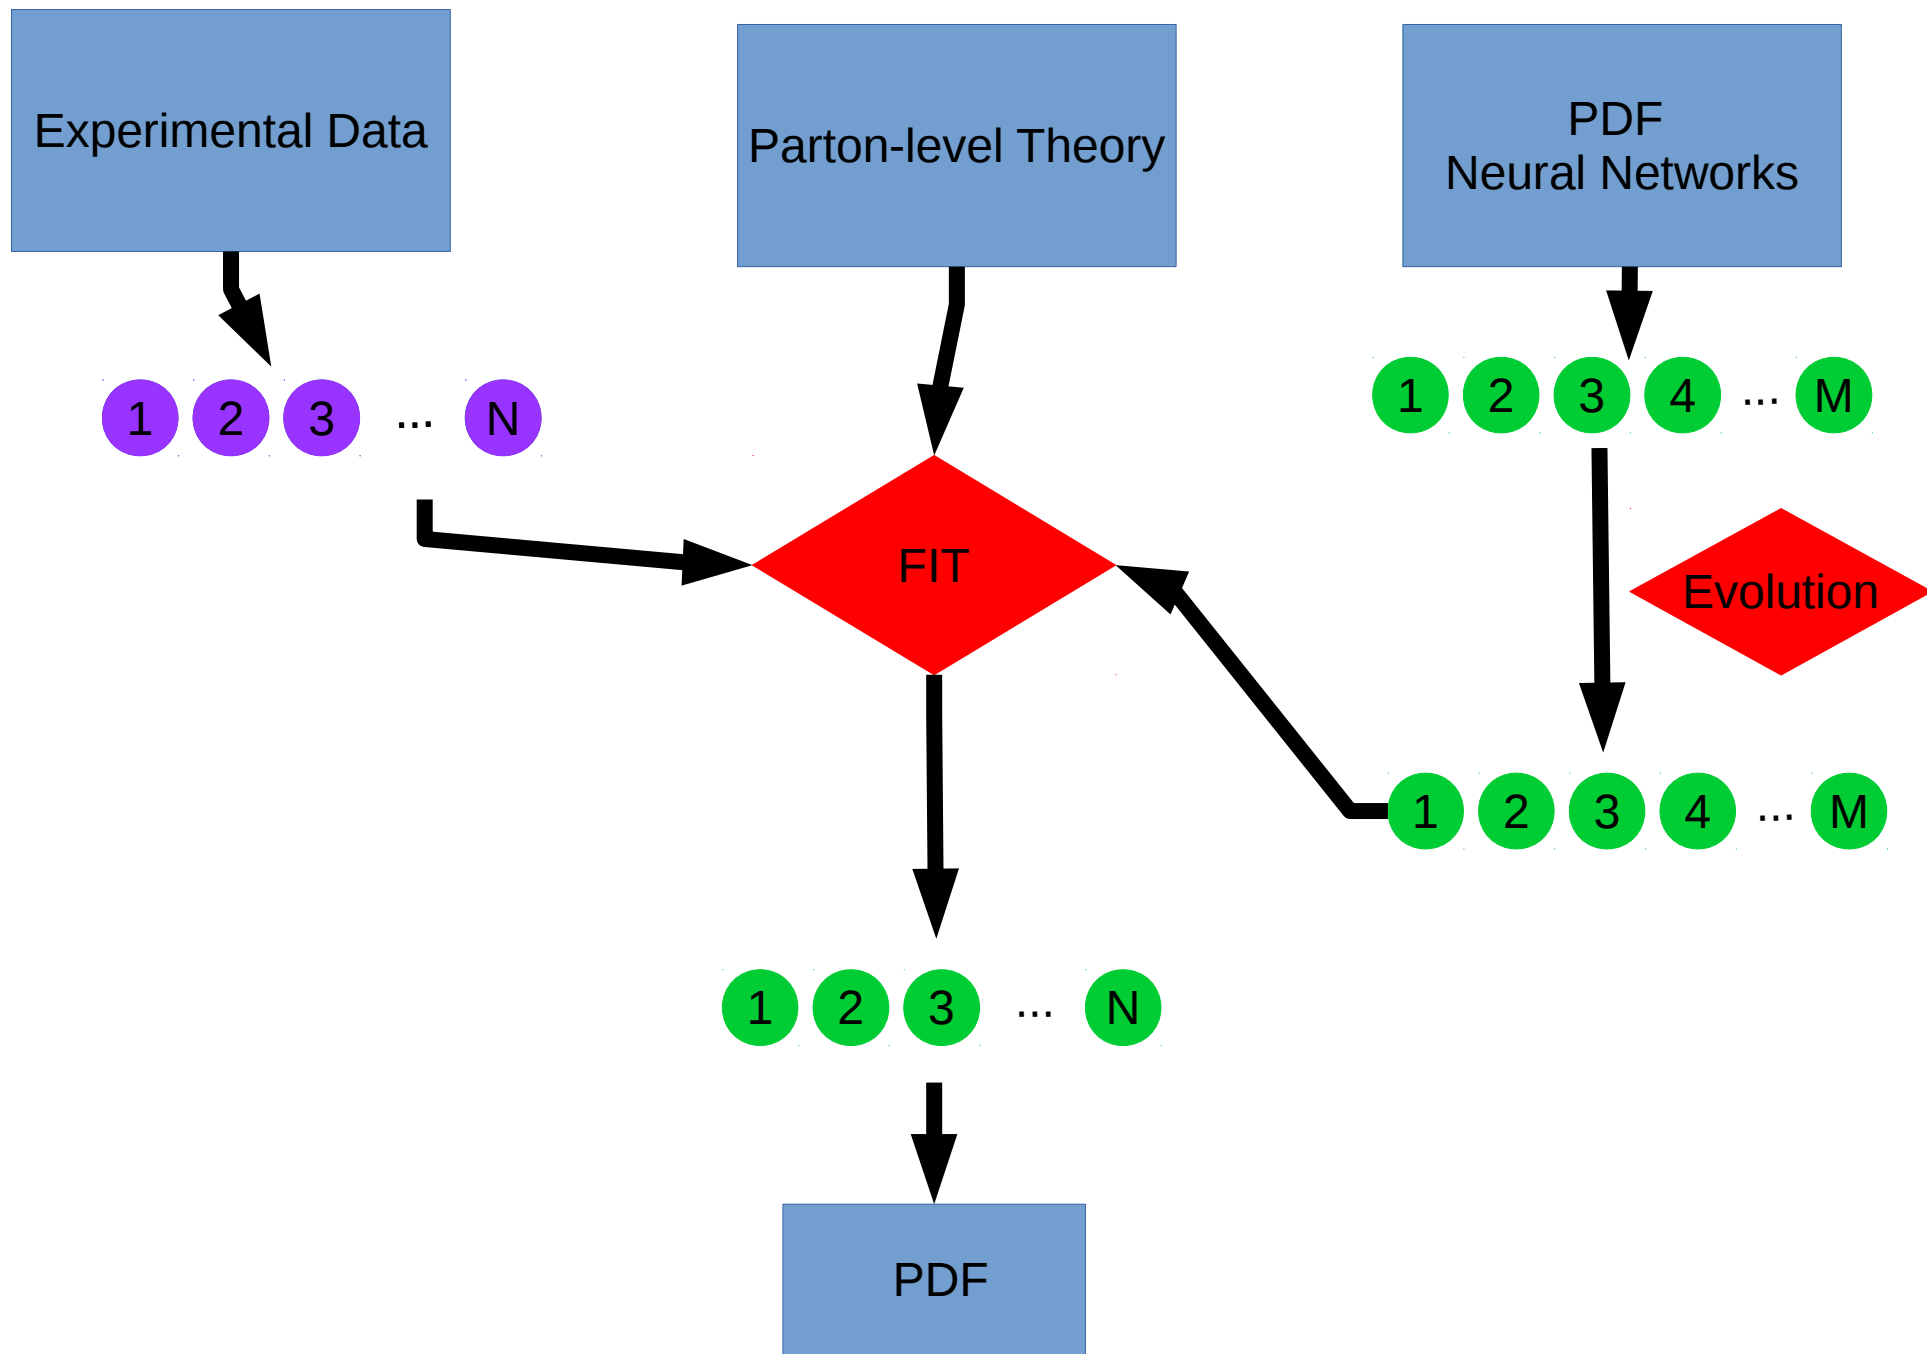 Experimental Data
Parton-level Theory
PDF
Neural Networks
1 2 3 ... N
1 2 3 4 ... M
FIT
Evolution
1 2 3 4 ... M
1 2 3 ... N
PDF